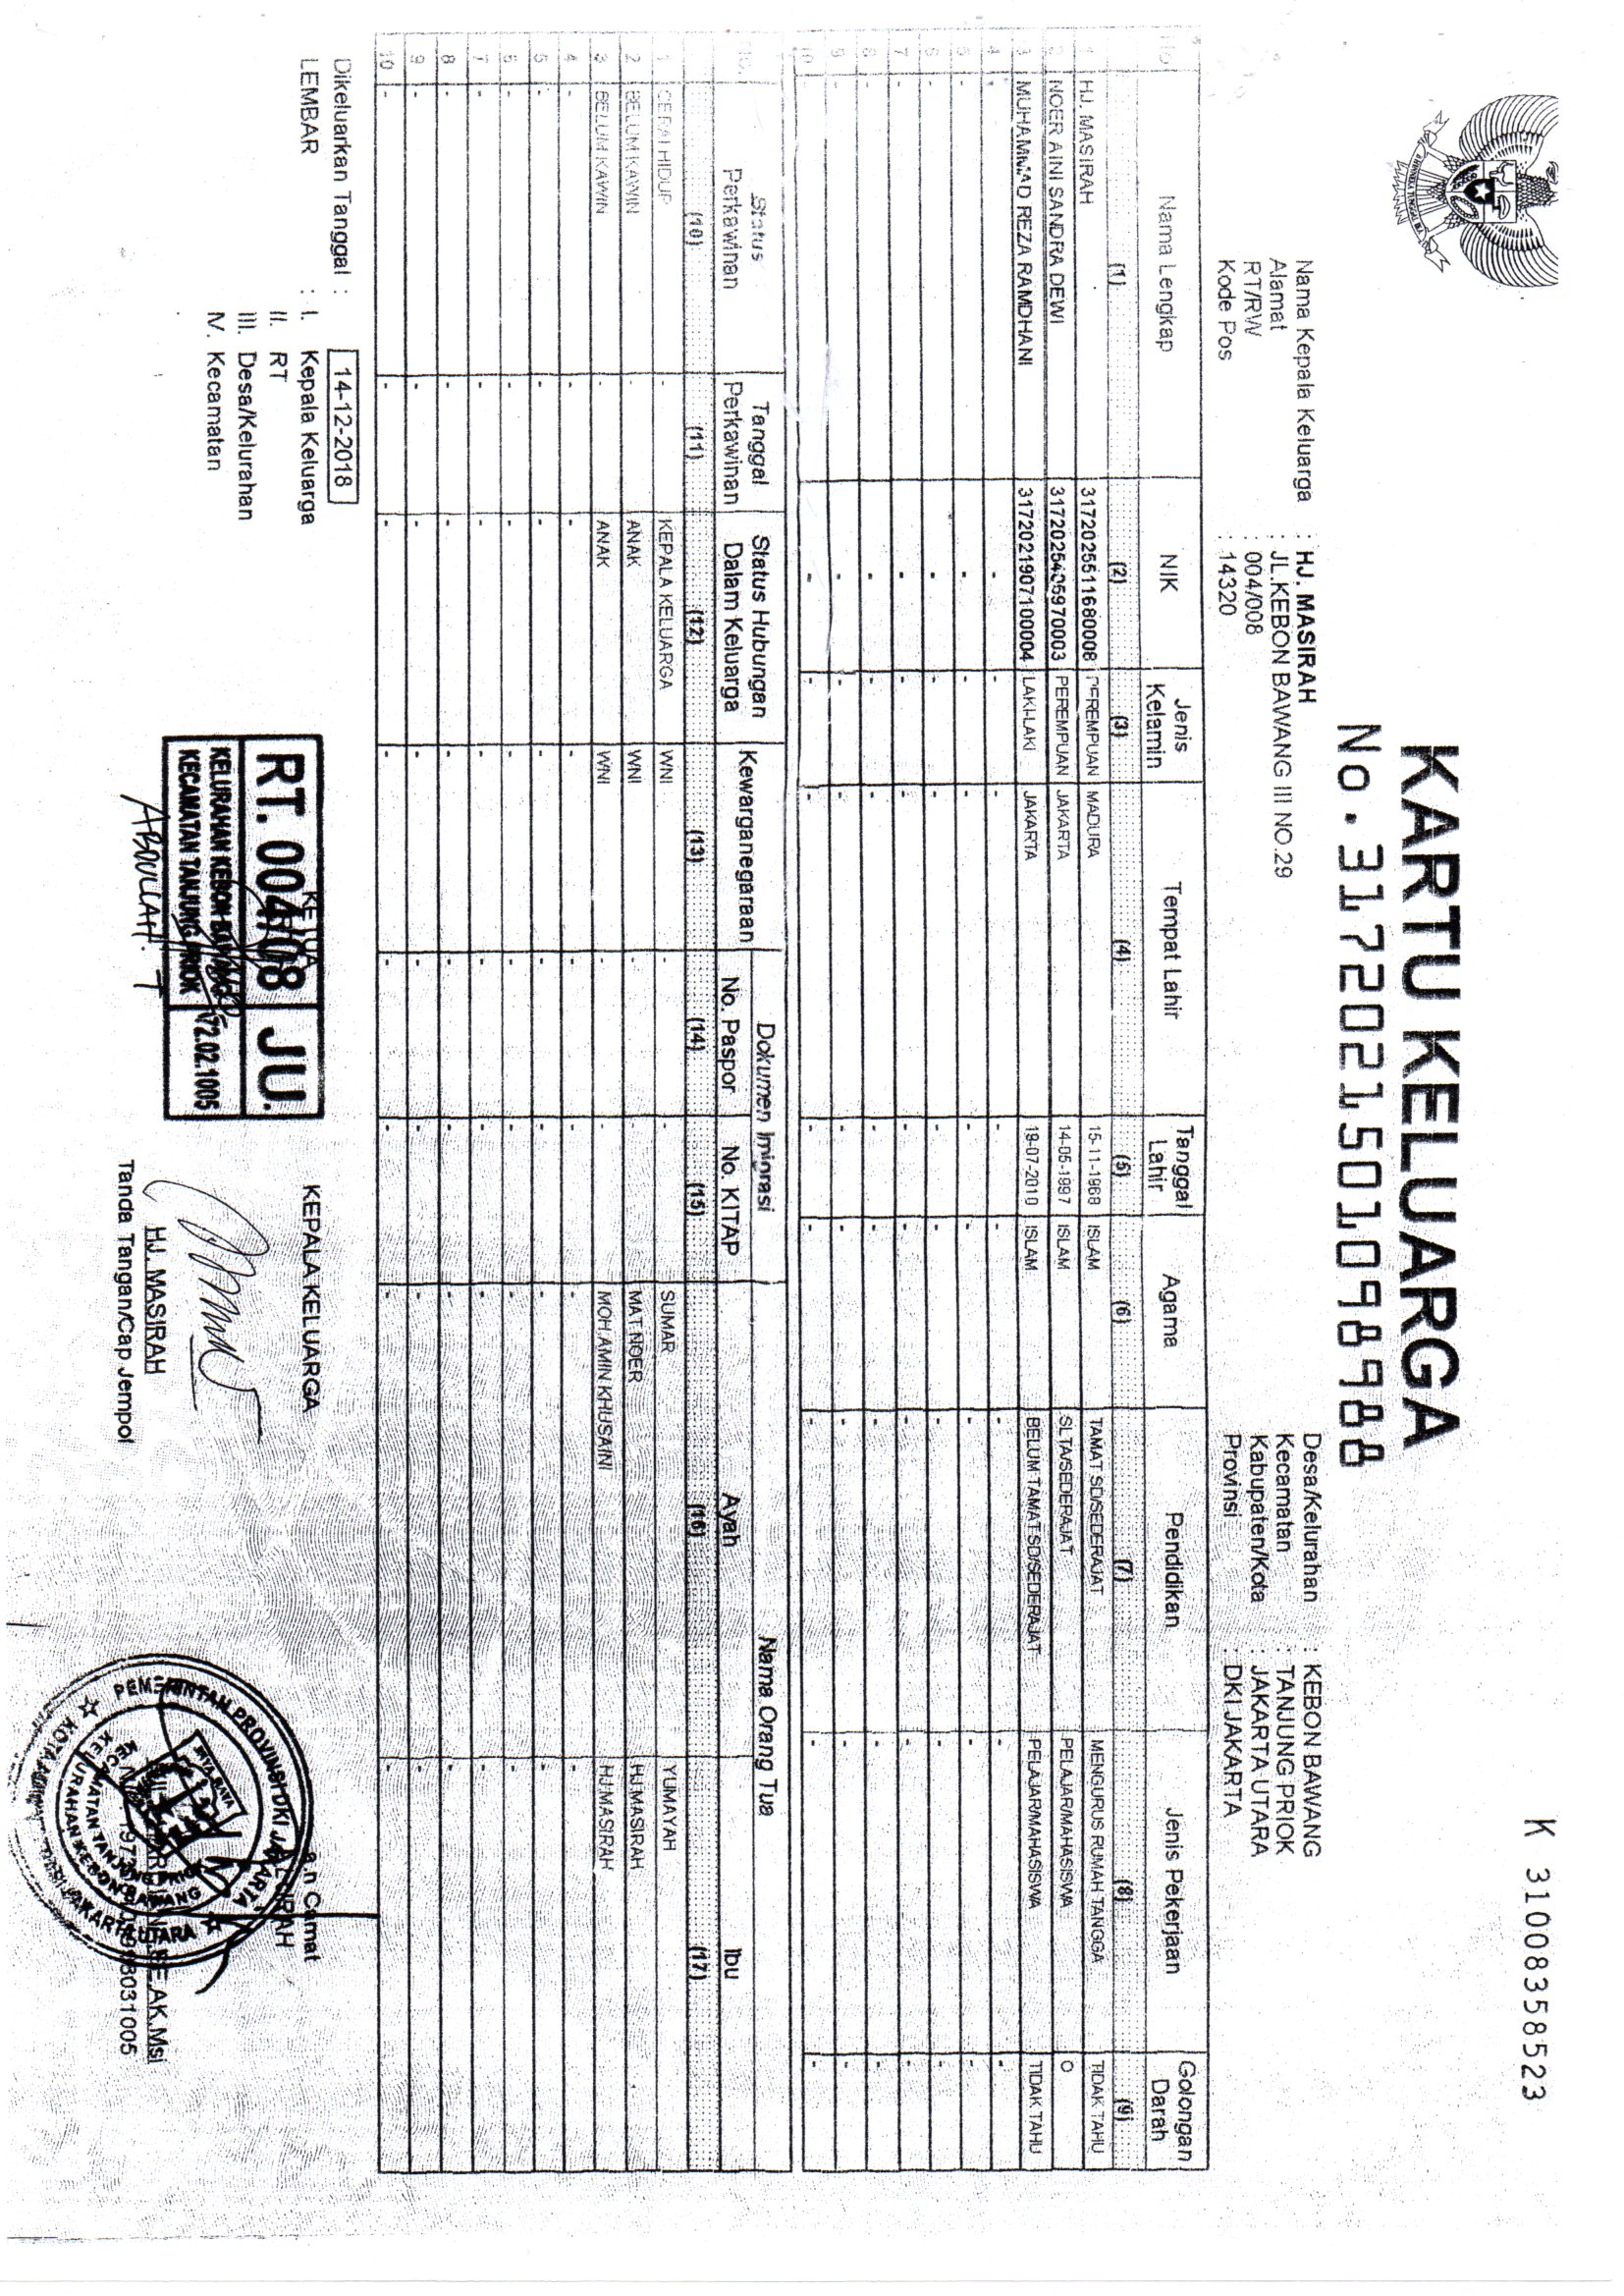 BHINNEKA TUNGGAL IKA
K 31008358523
KARTU KELUARGA
No.3172021501098988
Nama Kepala Keluarga : HJ. MASIRAH
Alamat : JL.KEBON BAWANG III NO.29
RT/RW : 004/008
Kode Pos : 14320
Desa/Kelurahan : KEBON BAWANG
Kecamatan : TANJUNG PRIOK
Kabupaten/Kota : JAKARTA UTARA
Provinsi : DKI JAKARTA
No Nama Lengkap NIK Jenis Kelamin Tempat Lahir Tanggal Lahir Agama Pendidikan Jenis Pekerjaan Golongan Darah
(1) (2) (3) (4) (5) (6) (7) (8) (9)
1 HJ. MASIRAH 3172025511680008 PEREMPUAN MADURA 15-11-1968 ISLAM TAMAT SD/SEDERAJAT MENGURUS RUMAH TANGGA TIDAK TAHU
2 NOER AINI SANDRA DEWI 3172025405970003 PEREMPUAN JAKARTA 14-05-1997 ISLAM SLTA/SEDERAJAT PELAJAR/MAHASISWA O
3 MUHAMMAD REZA RAMDHANI 3172021907100004 LAKI-LAKI JAKARTA 19-07-2010 ISLAM BELUM TAMAT SD/SEDERAJAT PELAJAR/MAHASISWA TIDAK TAHU
4 - - - - - - - - -
5 - - - - - - - - -
6 - - - - - - - - -
7 - - - - - - - - -
8 - - - - - - - - -
9 - - - - - - - - -
10 - - - - - - - - -
No. Status Perkawinan Tanggal Perkawinan Status Hubungan Dalam Keluarga Kewarganegaraan Dokumen Imigrasi Nama Orang Tua
No. Paspor No. KITAP Ayah Ibu
(10) (11) (12) (13) (14) (15) (16) (17)
1 CERAI HIDUP - KEPALA KELUARGA WNI - - SUMAR YUMAYAH
2 BELUM KAWIN - ANAK WNI - - MAT NOER HJ.MASIRAH
3 BELUM KAWIN - ANAK WNI - - MOH.AMIN KHUSAINI HJ.MASIRAH
4 - - - - - - - -
5 - - - - - - - -
6 - - - - - - - -
7 - - - - - - - -
8 - - - - - - - -
9 - - - - - - - -
10 - - - - - - - -
Dikeluarkan Tanggal : 14-12-2018
LEMBAR : I. Kepala Keluarga
II. RT
III. Desa/Kelurahan
IV. Kecamatan
KETUA
RT. 004/08 JU.
KELURAHAN KEBON BAWANG
KECAMATAN TANJUNG PRIOK 72.02.1005
ABDULLAH. T
KEPALA KELUARGA
HJ. MASIRAH
Tanda Tangan/Cap Jempol
a.n Camat
LURAH
PEMERINTAH PROVINSI DKI JAKARTA
JAYA RAYA
KECAMATAN TANJUNG PRIOK
KELURAHAN KEBON BAWANG
KOTA ADMINISTRASI JAKARTA UTARA
SE.AK.Msi